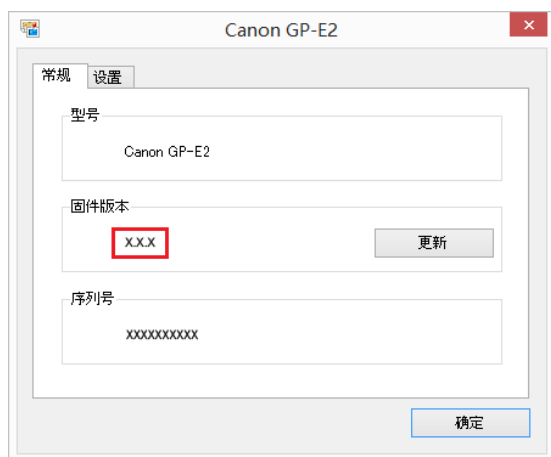 Canon GP-E2
×
常规 设置
型号
Canon GP-E2
固件版本
X.X.X 更新
序列号
XXXXXXXXXX
确定